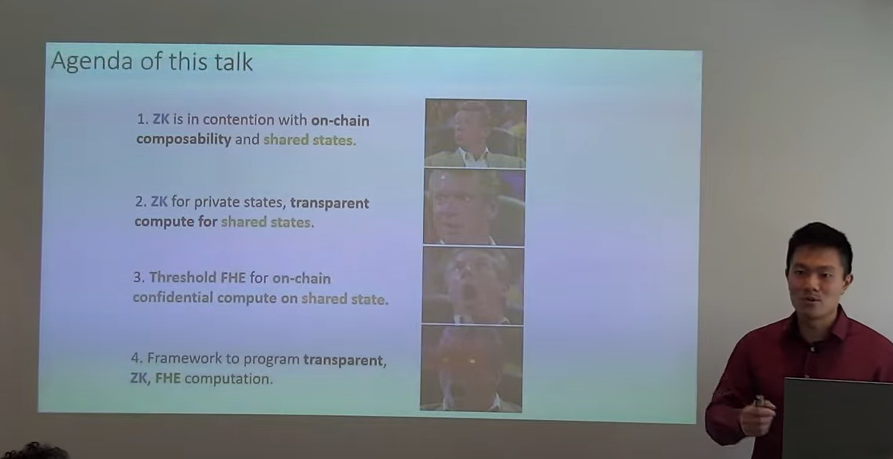 Agenda of this talk
1. ZK is in contention with on-chain
composability and shared states.
2. ZK for private states, transparent
compute for shared states.
3. Threshold FHE for on-chain
confidential compute on shared state.
4. Framework to program transparent,
ZK, FHE computation.